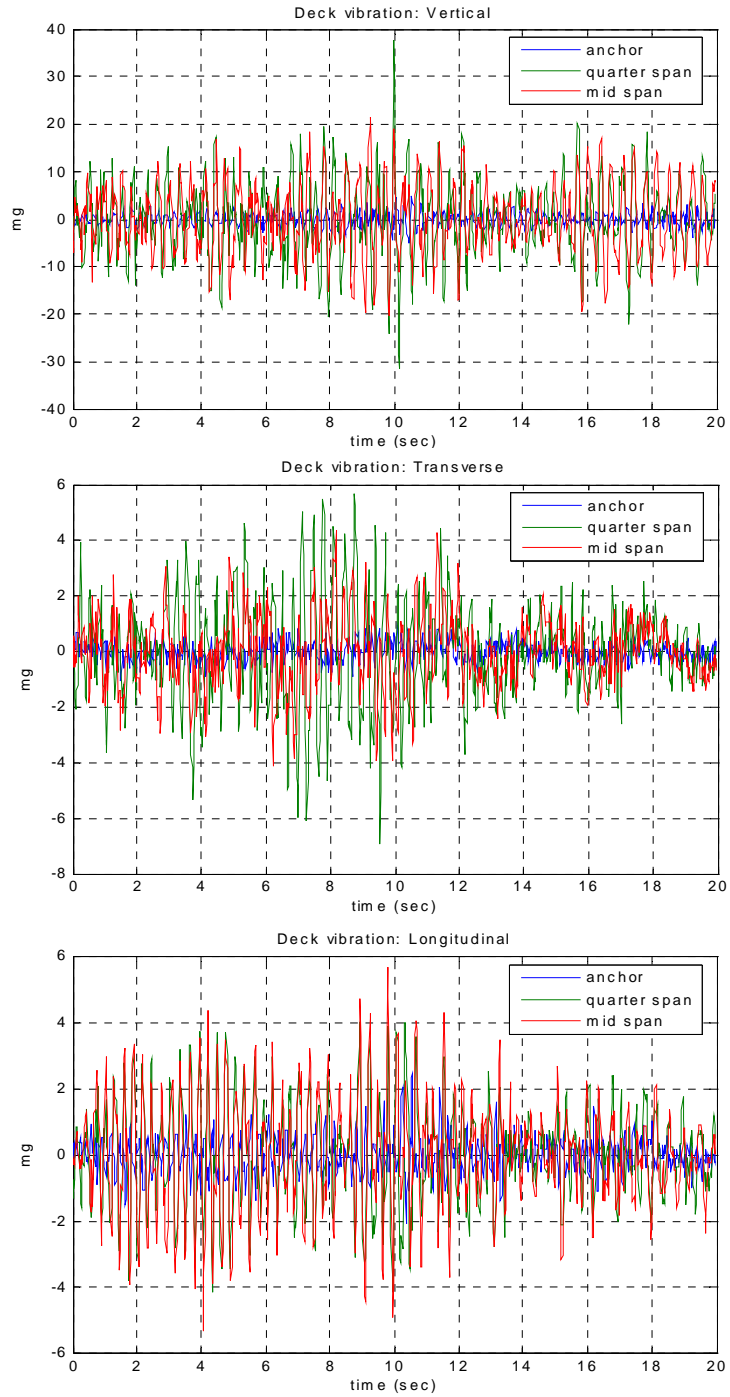 Deck vibration: Vertical
40
30
20
10
0
-10
-20
-30
-40
mg
anchor
quarter span
mid span
0 2 4 6 8 10 12 14 16 18 20
time (sec)
Deck vibration: Transverse
6
4
2
0
-2
-4
-6
-8
mg
anchor
quarter span
mid span
0 2 4 6 8 10 12 14 16 18 20
time (sec)
Deck vibration: Longitudinal
6
4
2
0
-2
-4
-6
mg
anchor
quarter span
mid span
0 2 4 6 8 10 12 14 16 18 20
time (sec)